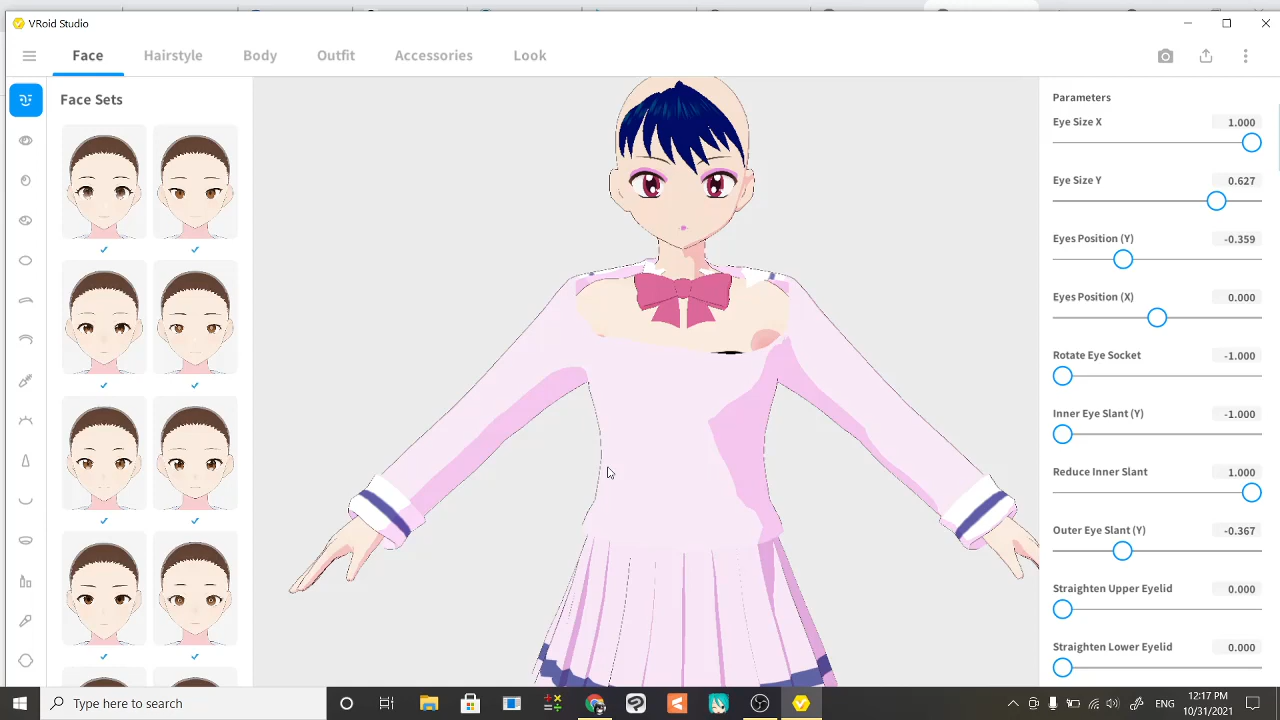 VRoid Studio
Face
Hairstyle
Body
Outfit
Accessories
Look
Face Sets
Parameters
Eye Size X
1.000
Eye Size Y
0.627
Eyes Position (Y)
-0.359
Eyes Position (X)
0.000
Rotate Eye Socket
-1.000
Inner Eye Slant (Y)
-1.000
Reduce Inner Slant
1.000
Outer Eye Slant (Y)
-0.367
Straighten Upper Eyelid
0.000
Straighten Lower Eyelid
0.000
Type here to search
ENG
12:17 PM
10/31/2021